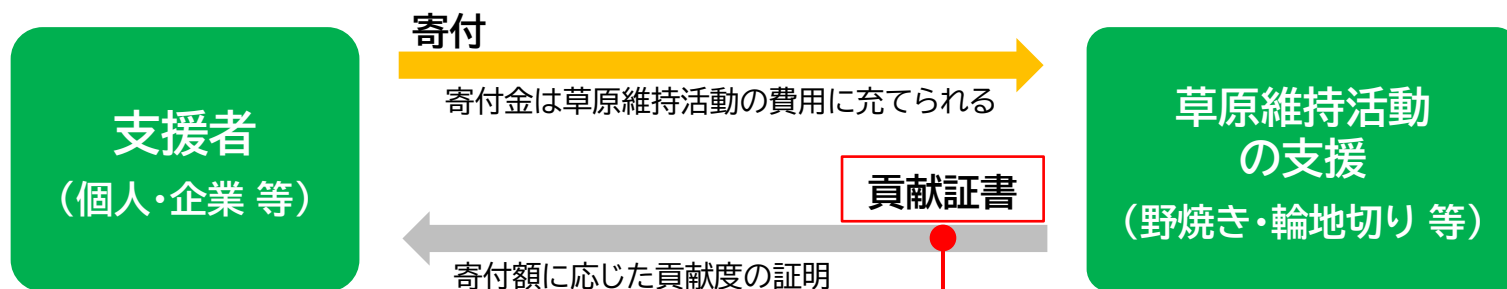 寄付
寄付金は草原維持活動の費用に充てられる
支援者
（個人・企業 等）
貢献証書
寄付額に応じた貢献度の証明
草原維持活動
の支援
（野焼き・輪地切り 等）